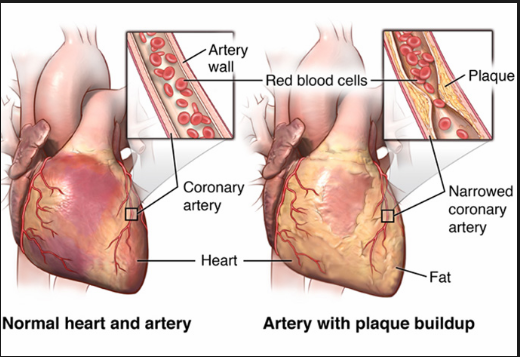 Artery
wall
Red blood cells
Plaque
Coronary
artery
Narrowed
coronary
artery
Heart
Fat
Normal heart and artery
Artery with plaque buildup